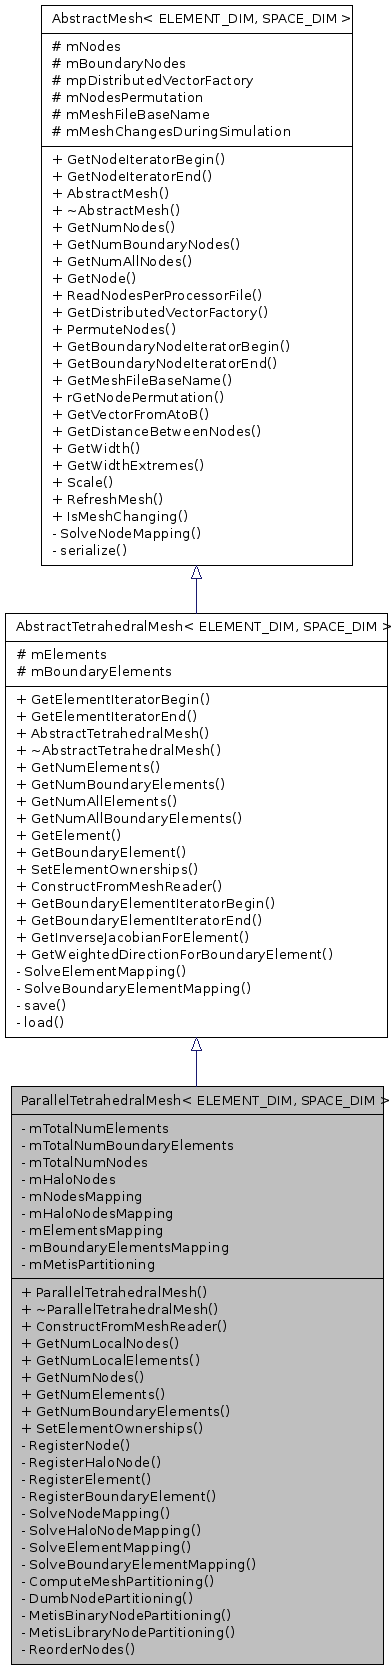 AbstractMesh< ELEMENT_DIM, SPACE_DIM >
# mNodes
# mBoundaryNodes
# mpDistributedVectorFactory
# mNodesPermutation
# mMeshFileBaseName
# mMeshChangesDuringSimulation
+ GetNodeIteratorBegin()
+ GetNodeIteratorEnd()
+ AbstractMesh()
+ ~AbstractMesh()
+ GetNumNodes()
+ GetNumBoundaryNodes()
+ GetNumAllNodes()
+ GetNode()
+ ReadNodesPerProcessorFile()
+ GetDistributedVectorFactory()
+ PermuteNodes()
+ GetBoundaryNodeIteratorBegin()
+ GetBoundaryNodeIteratorEnd()
+ GetMeshFileBaseName()
+ rGetNodePermutation()
+ GetVectorFromAtoB()
+ GetDistanceBetweenNodes()
+ GetWidth()
+ GetWidthExtremes()
+ Scale()
+ RefreshMesh()
+ IsMeshChanging()
- SolveNodeMapping()
- serialize()
AbstractTetrahedralMesh< ELEMENT_DIM, SPACE_DIM >
# mElements
# mBoundaryElements
+ GetElementIteratorBegin()
+ GetElementIteratorEnd()
+ AbstractTetrahedralMesh()
+ ~AbstractTetrahedralMesh()
+ GetNumElements()
+ GetNumBoundaryElements()
+ GetNumAllElements()
+ GetNumAllBoundaryElements()
+ GetElement()
+ GetBoundaryElement()
+ SetElementOwnerships()
+ ConstructFromMeshReader()
+ GetBoundaryElementIteratorBegin()
+ GetBoundaryElementIteratorEnd()
+ GetInverseJacobianForElement()
+ GetWeightedDirectionForBoundaryElement()
- SolveElementMapping()
- SolveBoundaryElementMapping()
- save()
- load()
ParallelTetrahedralMesh< ELEMENT_DIM, SPACE_DIM >
- mTotalNumElements
- mTotalNumBoundaryElements
- mTotalNumNodes
- mHaloNodes
- mNodesMapping
- mHaloNodesMapping
- mElementsMapping
- mBoundaryElementsMapping
- mMetisPartitioning
+ ParallelTetrahedralMesh()
+ ~ParallelTetrahedralMesh()
+ ConstructFromMeshReader()
+ GetNumLocalNodes()
+ GetNumLocalElements()
+ GetNumNodes()
+ GetNumElements()
+ GetNumBoundaryElements()
+ SetElementOwnerships()
- RegisterNode()
- RegisterHaloNode()
- RegisterElement()
- RegisterBoundaryElement()
- SolveNodeMapping()
- SolveHaloNodeMapping()
- SolveElementMapping()
- SolveBoundaryElementMapping()
- ComputeMeshPartitioning()
- DumbNodePartitioning()
- MetisBinaryNodePartitioning()
- MetisLibraryNodePartitioning()
- ReorderNodes()